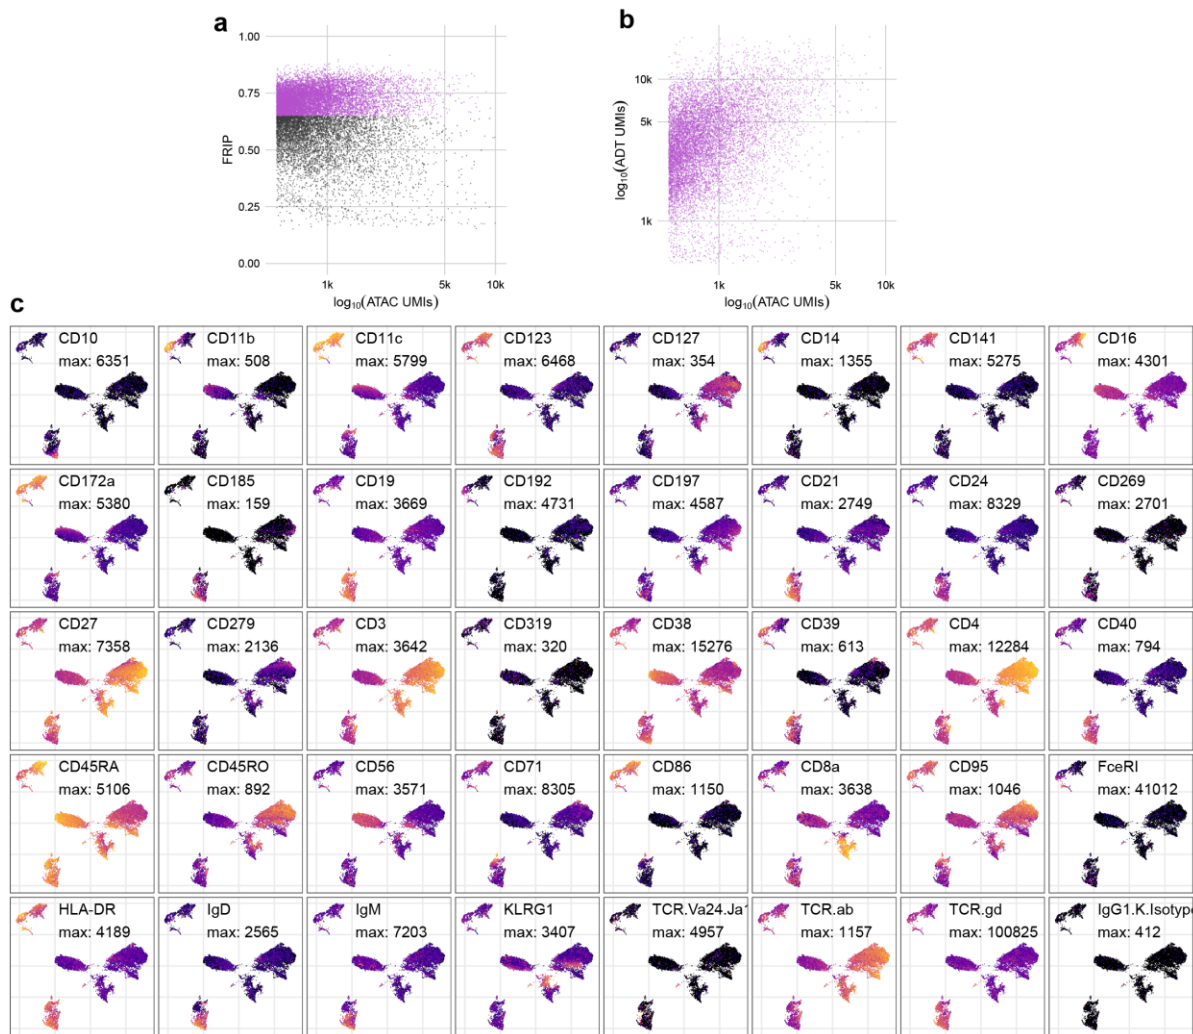 a
b
1.00
0.75
0.50
0.25
0.00
FRIP
1k
5k
10k
log10(ATAC UMIs)
10k
5k
1k
log10(ADT UMIs)
1k
5k
10k
log10(ATAC UMIs)
c
CD10
max: 6351
CD11b
max: 508
CD11c
max: 5799
CD123
max: 6468
CD127
max: 354
CD14
max: 1355
CD141
max: 5275
CD16
max: 4301
CD172a
max: 5380
CD185
max: 159
CD19
max: 3669
CD192
max: 4731
CD197
max: 4587
CD21
max: 2749
CD24
max: 8329
CD269
max: 2701
CD27
max: 7358
CD279
max: 2136
CD3
max: 3642
CD319
max: 320
CD38
max: 15276
CD39
max: 613
CD4
max: 12284
CD40
max: 794
CD45RA
max: 5106
CD45RO
max: 892
CD56
max: 3571
CD71
max: 8305
CD86
max: 1150
CD8a
max: 3638
CD95
max: 1046
FceRI
max: 41012
HLA-DR
max: 4189
IgD
max: 2565
IgM
max: 7203
KLRG1
max: 3407
TCR.Va24.Ja1
max: 4957
TCR.ab
max: 1157
TCR.gd
max: 100825
IgG1.K.Isotype
max: 412